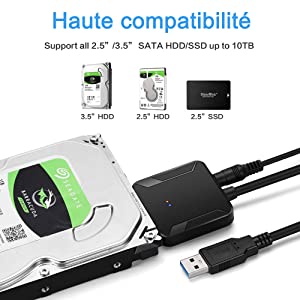 Haute compatibilité
Support all 2.5" /3.5" SATA HDD/SSD up to 10TB
3.5" HDD
2.5" HDD
2.5" SSD
SEAGATE
BARRACUDA